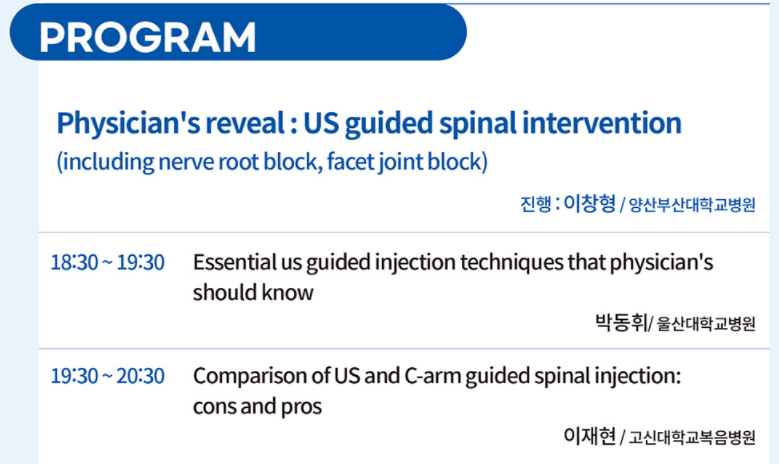 PROGRAM
Physician's reveal : US guided spinal intervention
(including nerve root block, facet joint block)
진행 : 이창형 / 양산부산대학교병원
18:30 ~ 19:30 Essential us guided injection techniques that physician's
should know
박동휘/ 울산대학교병원
19:30 ~ 20:30 Comparison of US and C-arm guided spinal injection:
cons and pros
이재현 / 고신대학교복음병원